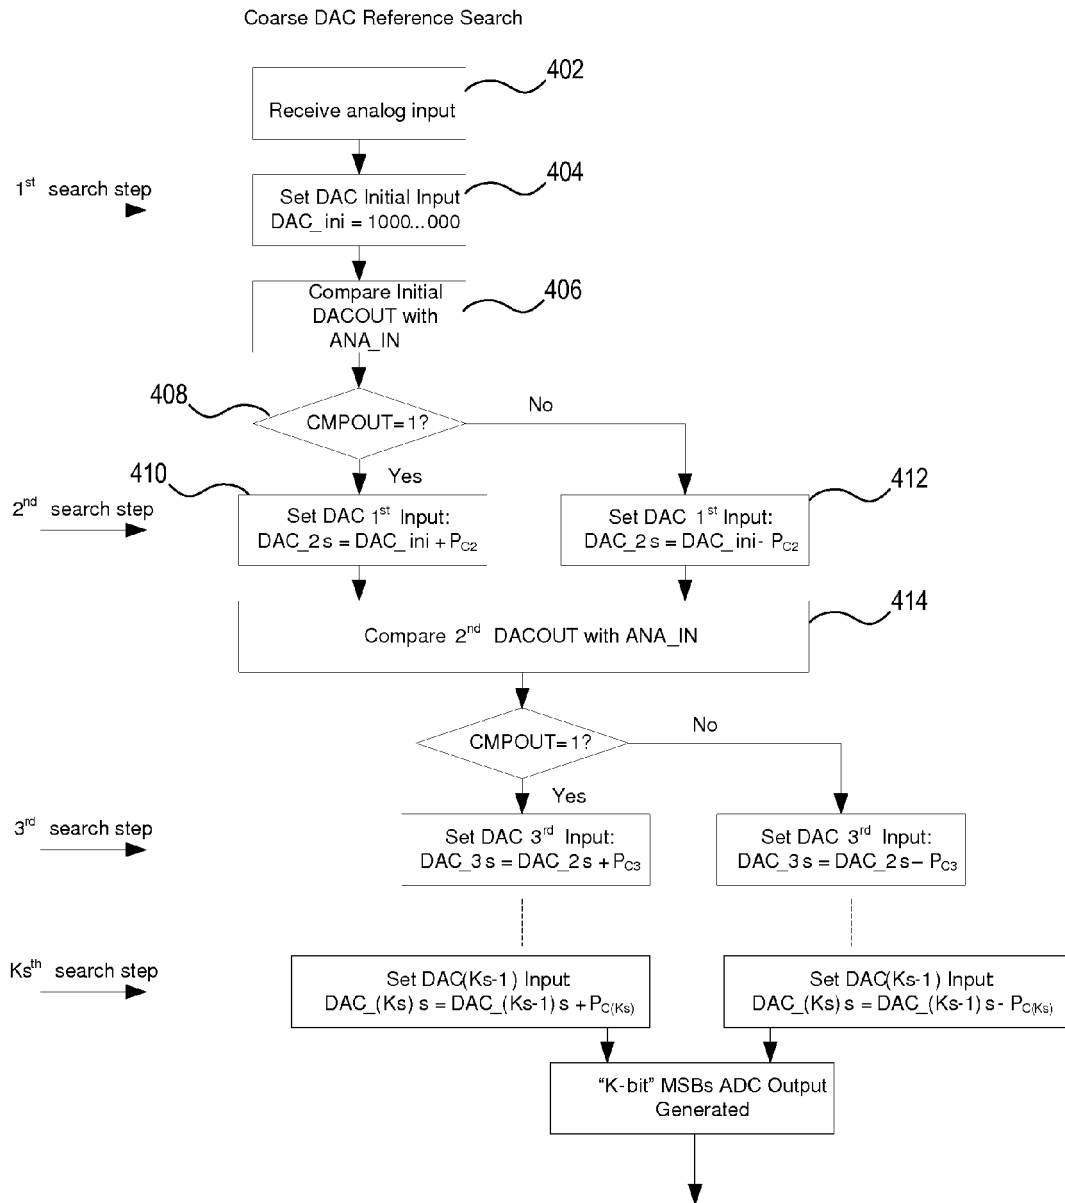 Coarse DAC Reference Search
402
Receive analog input
404
1st search step
Set DAC Initial Input
DAC_ini = 1000...000
406
Compare Initial
DACOUT with
ANA_IN
408
CMPOUT=1?
No
Yes
410
412
2nd search step
Set DAC 1st Input:
DAC_2s = DAC_ini + PC2
Set DAC 1st Input:
DAC_2s = DAC_ini - PC2
414
Compare 2nd DACOUT with ANA_IN
CMPOUT=1?
No
Yes
3rd search step
Set DAC 3rd Input:
DAC_3s = DAC_2s + PC3
Set DAC 3rd Input:
DAC_3s = DAC_2s – PC3
Ksth search step
Set DAC(Ks-1) Input
DAC_(Ks)s = DAC_(Ks-1)s + PC(Ks)
Set DAC(Ks-1) Input
DAC_(Ks)s = DAC_(Ks-1)s - PC(Ks)
“K-bit” MSBs ADC Output
Generated